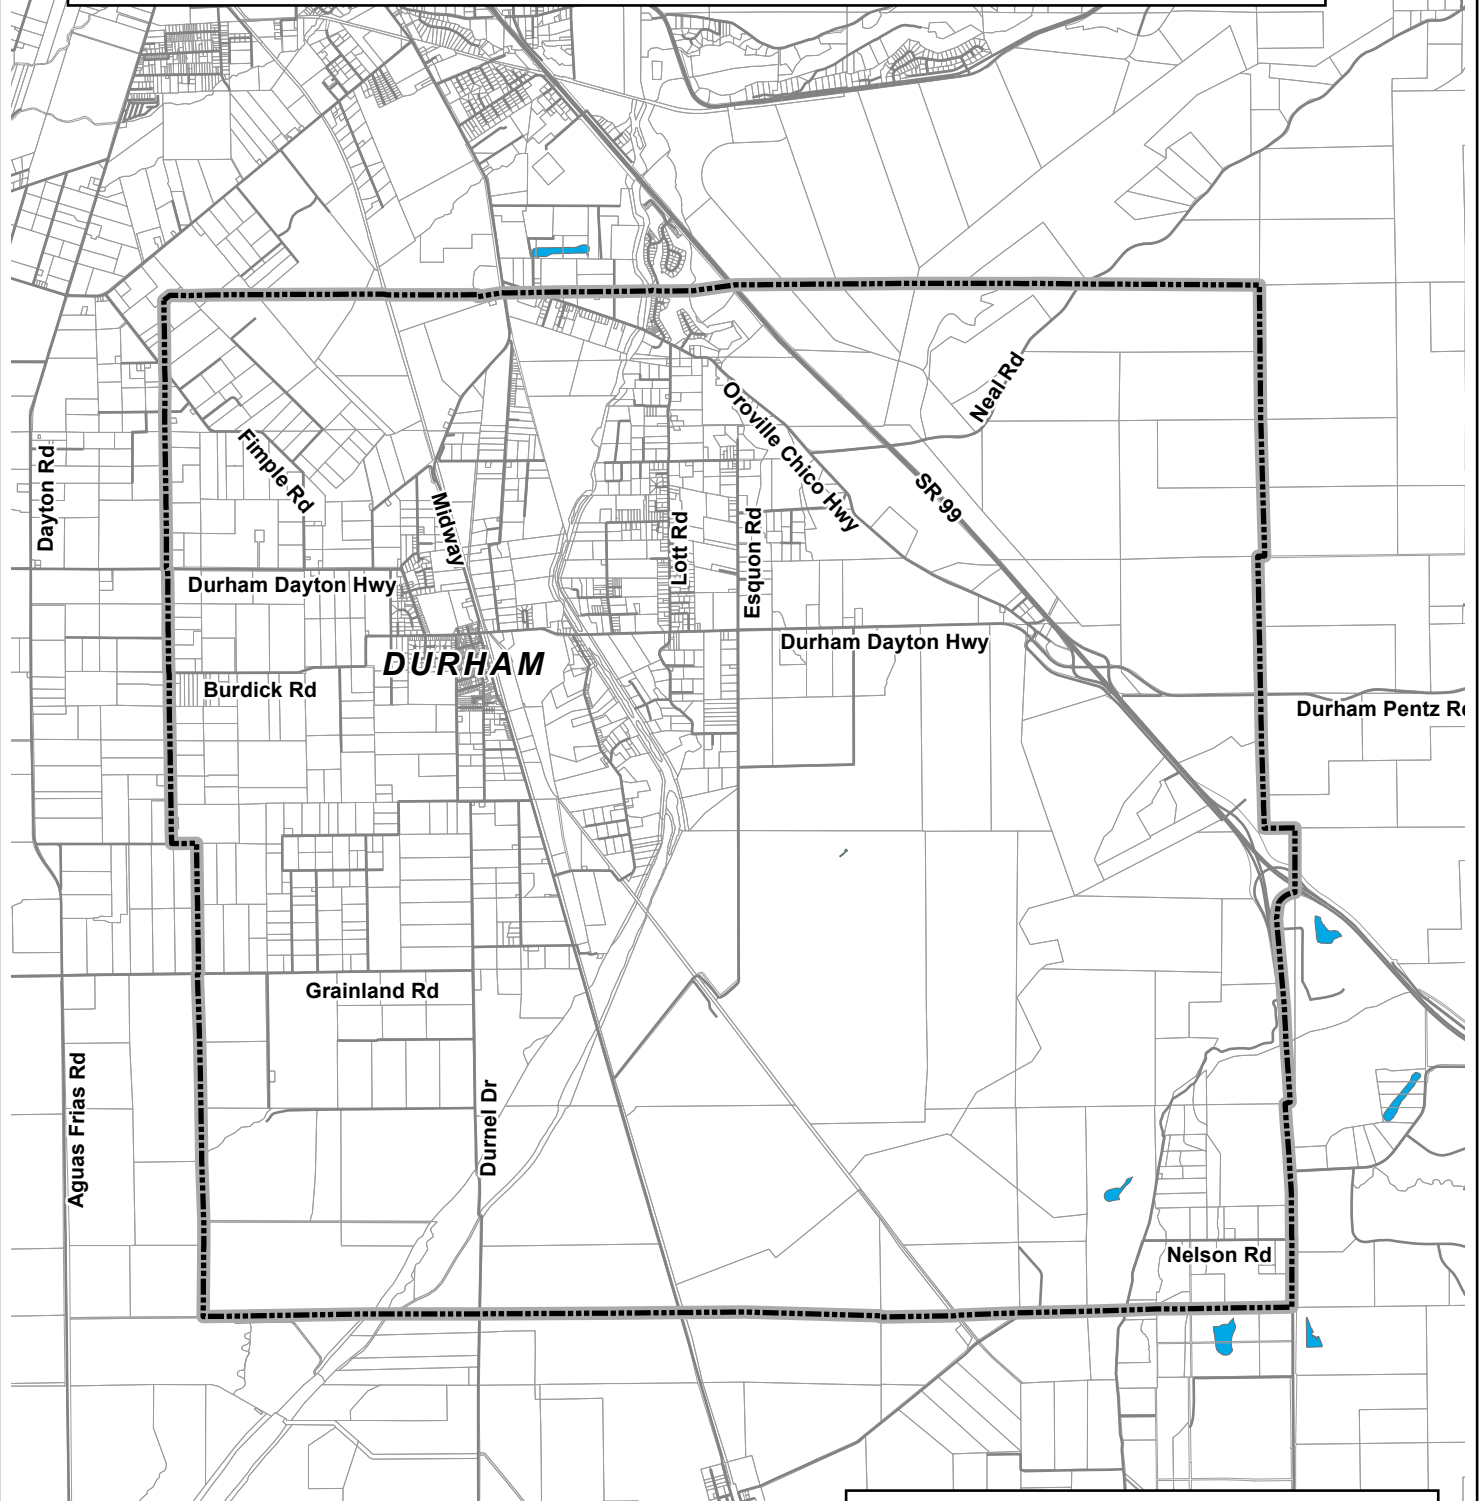 Neal Rd
Oroville Chico Hwy
Fimple Rd
Dayton Rd
SR 99
Midway
Lott Rd
Esquon Rd
Durham Dayton Hwy
Durham Dayton Hwy
DURHAM
Burdick Rd
Durham Pentz
Grainland Rd
Aguas Frias Rd
Durnel Dr
Nelson Rd